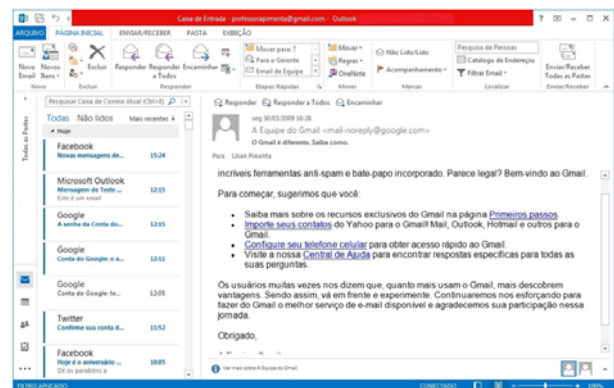 Caixa de Entrada - professorapimenta@gmail.com - Outlook
ARQUIVO PÁGINA INICIAL ENVIAR/RECEBER PASTA EXIBIÇÃO
Novo Email
Novos Itens
Excluir
Responder
Responder a Todos
Encaminhar
Mover para: ?
Para o Gerente
Email de Equipe
Mover
Regras
OneNote
Não Lido/Lido
Acompanhamento
Pesquisa de Pessoas
Catálogo de Endereços
Filtrar Email
Enviar/Receber Todas as Pastas
Novo Excluir Responder Etapas Rápidas Mover Marcas Localizar Enviar/Receber
Todas as Pastas
Pesquisar Caixa de Correio Atual (Ctrl+E)
Todas Não lidos Mais recentes
Hoje
Facebook
Novas mensagens de... 15:24
Microsoft Outlook
Mensagem de Teste ... 12:15
Este é um email
Google
A senha da Conta do... 12:15
Google
Conta do Google: o a... 12:11
Google
Conta do Google: te... 12:05
Twitter
Confirme sua conta d... 11:52
Facebook
Hoje é o aniversário ... 10:05
Dê os parabéns a
Responder Responder a Todos Encaminhar
seg 30/03/2009 16:28
A Equipe do Gmail <mail-noreply@google.com>
O Gmail é diferente. Saiba como.
Para Lilian Pimenta
incríveis ferramentas anti-spam e bate-papo incorporado. Parece legal? Bem-vindo ao Gmail.
Para começar, sugerimos que você:
• Saiba mais sobre os recursos exclusivos do Gmail na página Primeiros passos.
• Importe seus contatos do Yahoo para o Gmail! Mail, Outlook, Hotmail e outros para o
Gmail.
• Configure seu telefone celular para obter acesso rápido ao Gmail.
• Visite a nossa Central de Ajuda para encontrar respostas específicas para todas as
suas perguntas.
Os usuários muitas vezes nos dizem que, quanto mais usam o Gmail, mais descobrem
vantagens. Sendo assim, vá em frente e experimente. Continuaremos nos esforçando para
fazer do Gmail o melhor serviço de e-mail disponível e agradecemos sua participação nessa
jornada.
Obrigado,
Ver mais sobre A Equipe do Gmail.
FILTRO APLICADO CONECTADO 100%